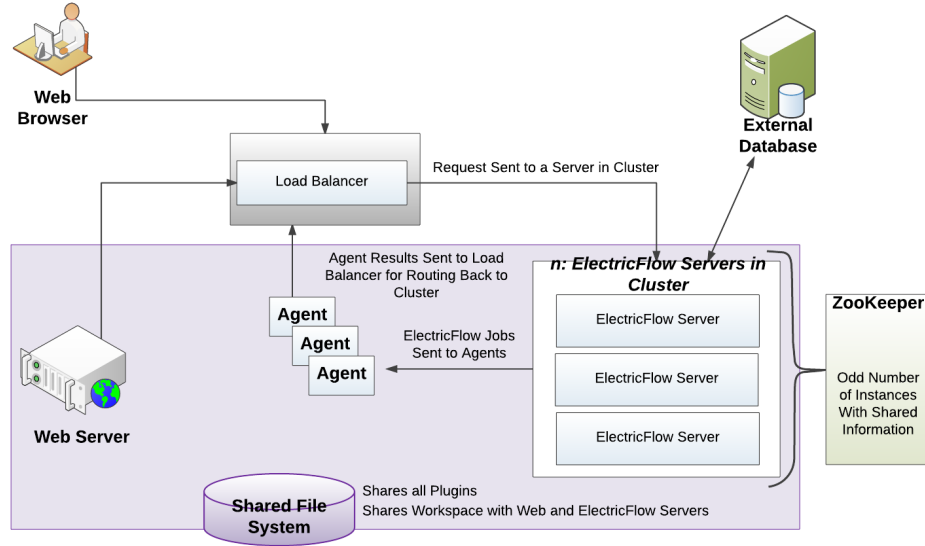 Web
Browser
External
Database
Load Balancer
Request Sent to a Server in Cluster
Agent Results Sent to Load
Balancer for Routing Back to
Cluster
n: ElectricFlow Servers in
Cluster
ElectricFlow Server
ElectricFlow Server
ElectricFlow Server
Agent
Agent
Agent
ElectricFlow Jobs
Sent to Agents
ZooKeeper
Odd Number
of Instances
With Shared
Information
Web Server
Shared File
System
Shares all Plugins
Shares Workspace with Web and ElectricFlow Servers